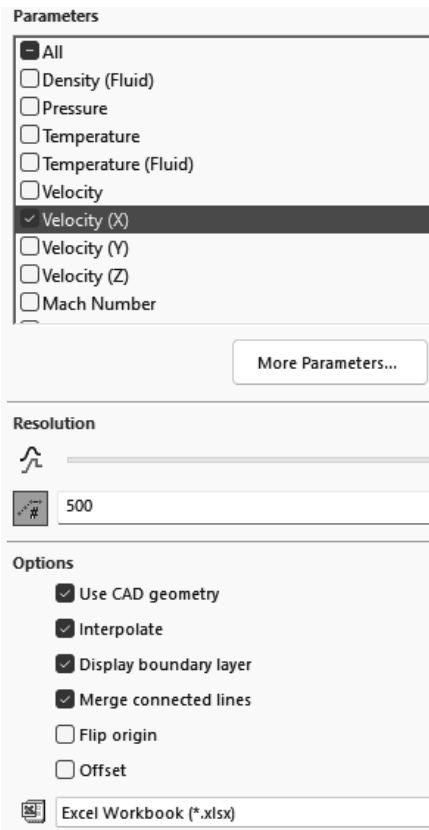 Parameters
All
Density (Fluid)
Pressure
Temperature
Temperature (Fluid)
Velocity
Velocity (X)
Velocity (Y)
Velocity (Z)
Mach Number
More Parameters...
Resolution
#
500
Options
Use CAD geometry
Interpolate
Display boundary layer
Merge connected lines
Flip origin
Offset
Excel Workbook (*.xlsx)